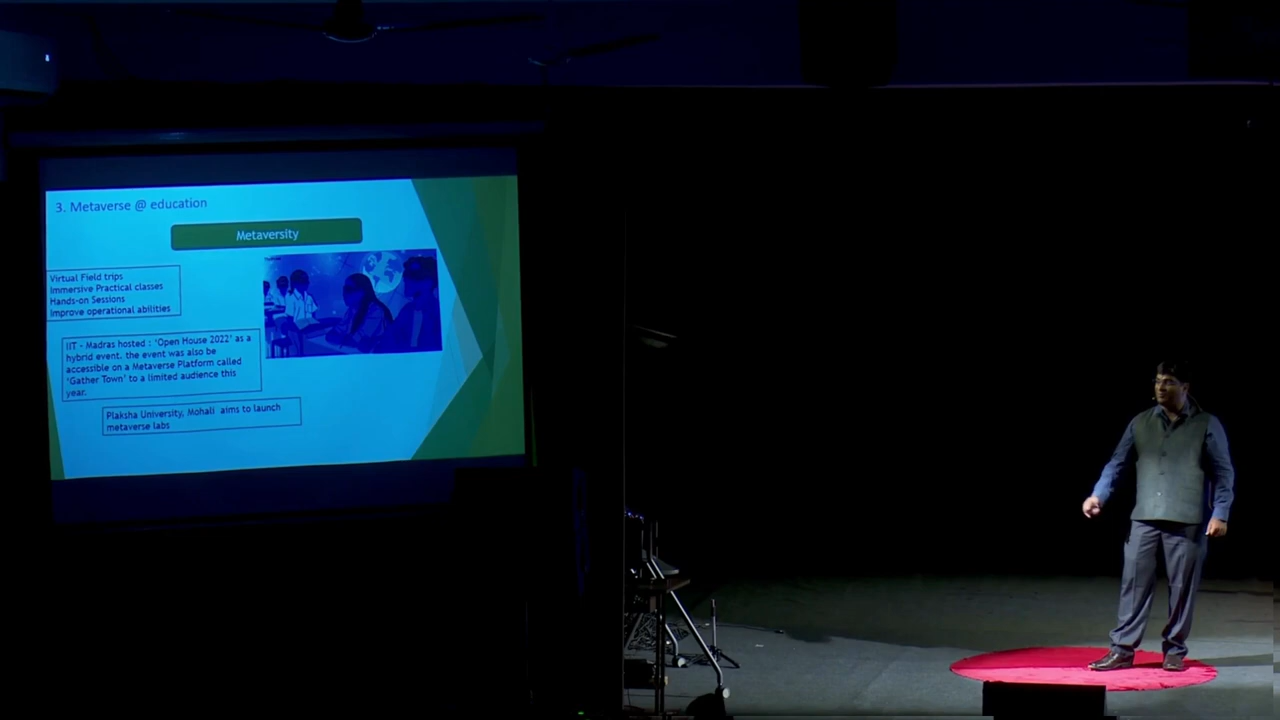 3. Metaverse @ education
Metaversity
Virtual Field trips
Immersive Practical classes
Hands-on Sessions
Improve operational abilities
IIT - Madras hosted : 'Open House 2022' as a
hybrid event. the event was also be
accessible on a Metaverse Platform called
'Gather Town' to a limited audience this
year.
Plaksha University, Mohali aims to launch
metaverse labs